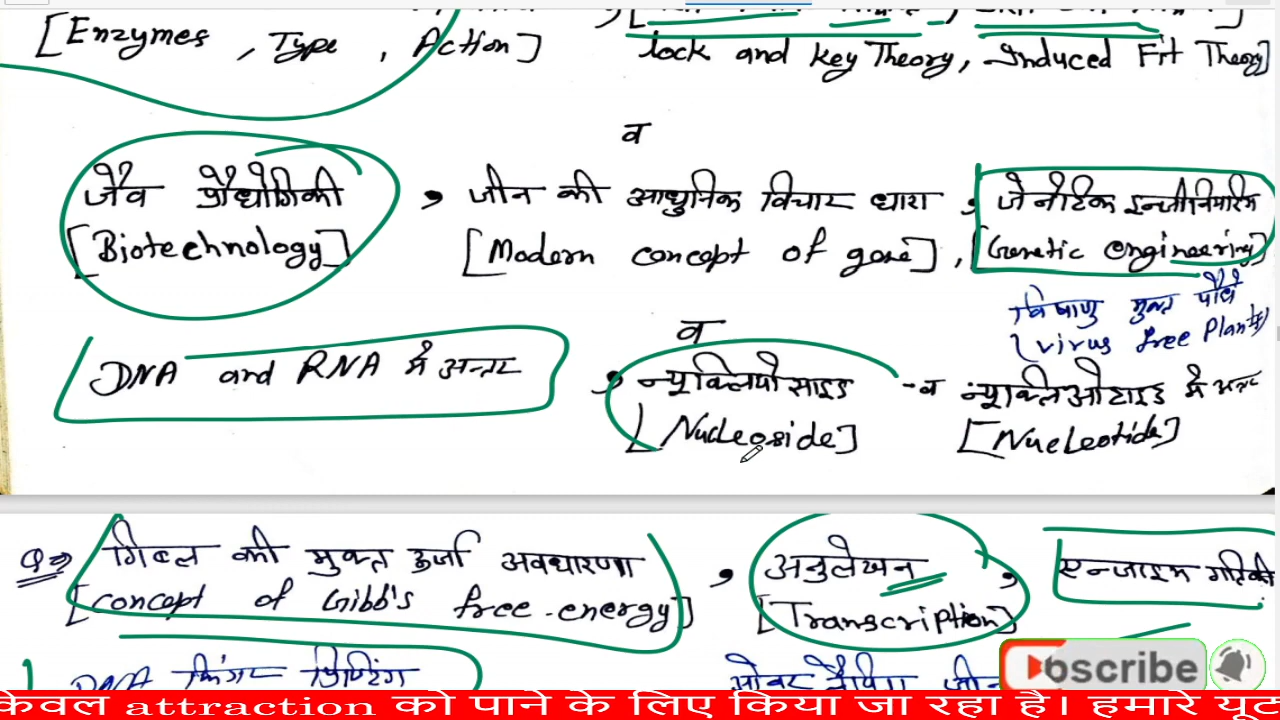 [Enzymes , Type , Action]
lock and Key Theory, Induced Fit Theory]
व
जैव प्रौद्योगिकी , जीन की आधुनिक विचार धारा , जेनेटिक इन्जीनियरिंग
[Biotechnology] [Modern concept of gene], [Genetic engineering]
विषाणु मुक्त पौधे
(virus free Plants)
व
DNA and RNA में अन्तर , न्यूक्लियोसाइड - व न्यूक्लिओटाइड में अन्तर
[Nucleoside] [Nucleotide]
Q⇒ गिब्स की मुक्त ऊर्जा अवधारणा , अनुलेखन , एन्जाइम गतिकी
[concept of Gibb's free-energy] [Transcription]
DNA फिंगर प्रिण्टिंग
bscribe
केवल attraction को पाने के लिए किया जा रहा है। हमारे यूट